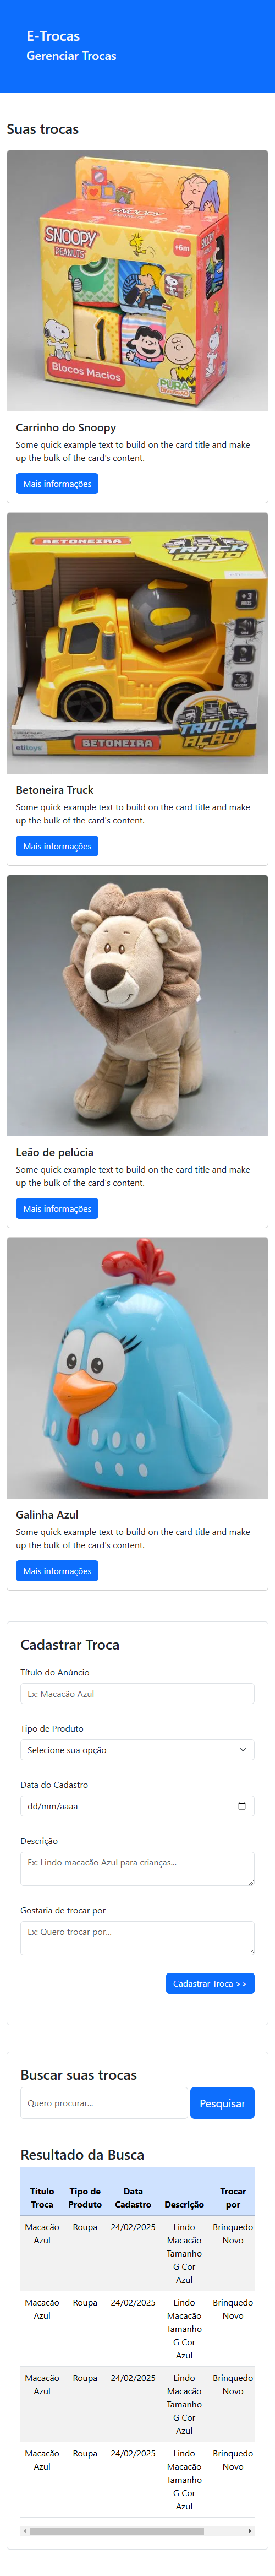 E-Trocas
Gerenciar Trocas
Suas trocas
SNOOPY
SNOOPY
PEANUTS
+6m
1
Blocos Macios
PURA
DIVERSÃO
Carrinho do Snoopy
Some quick example text to build on the card title and make
up the bulk of the card's content.
Mais informações
BETONEIRA
TRUCK
AÇÃO
+3
TRUCK
AÇÃO
BETONEIRA
etitoys
Betoneira Truck
Some quick example text to build on the card title and make
up the bulk of the card's content.
Mais informações
Leão de pelúcia
Some quick example text to build on the card title and make
up the bulk of the card's content.
Mais informações
Galinha Azul
Some quick example text to build on the card title and make
up the bulk of the card's content.
Mais informações
Cadastrar Troca
Título do Anúncio
Ex: Macacão Azul
Tipo de Produto
Selecione sua opção
Data do Cadastro
dd/mm/aaaa
Descrição
Ex: Lindo macacão Azul para crianças...
Gostaria de trocar por
Ex: Quero trocar por...
Cadastrar Troca >>
Buscar suas trocas
Quero procurar...
Pesquisar
Resultado da Busca
Título Tipo de Data Trocar
Troca Produto Cadastro Descrição por
Macacão Roupa 24/02/2025 Lindo Brinquedo
Azul Macacão Novo
Tamanho
G Cor
Azul
Macacão Roupa 24/02/2025 Lindo Brinquedo
Azul Macacão Novo
Tamanho
G Cor
Azul
Macacão Roupa 24/02/2025 Lindo Brinquedo
Azul Macacão Novo
Tamanho
G Cor
Azul
Macacão Roupa 24/02/2025 Lindo Brinquedo
Azul Macacão Novo
Tamanho
G Cor
Azul